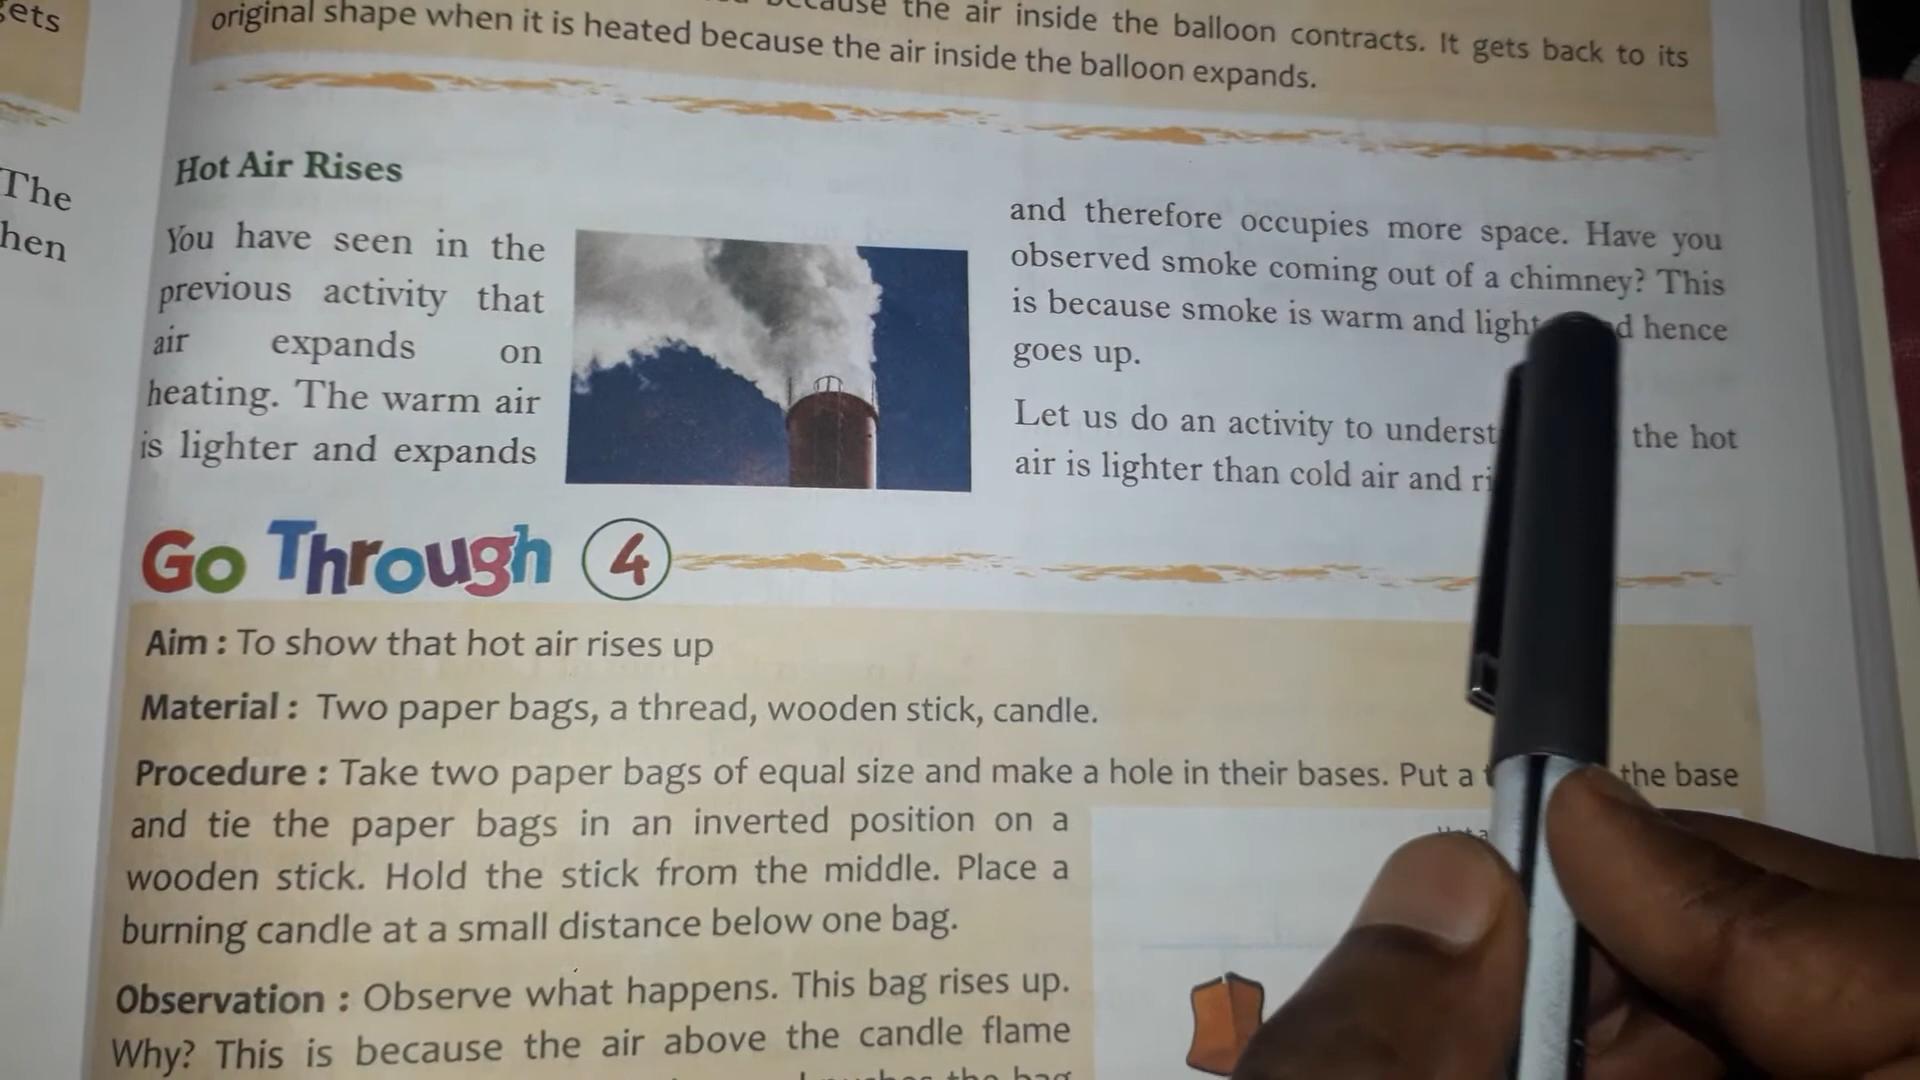 ets
The
hen
because the air inside the balloon contracts. It gets back to its
original shape when it is heated because the air inside the balloon expands.
Hot Air Rises
You have seen in the
previous activity that
air expands on
heating. The warm air
is lighter and expands
and therefore occupies more space. Have you
observed smoke coming out of a chimney? This
is because smoke is warm and light hence
goes up.
Let us do an activity to the hot
air is lighter than cold air and
Go Through 4
Aim : To show that hot air rises up
Material : Two paper bags, a thread, wooden stick, candle.
Procedure : Take two paper bags of equal size and make a hole in their bases. Put a the base
and tie the paper bags in an inverted position on a
wooden stick. Hold the stick from the middle. Place a
burning candle at a small distance below one bag.
Observation : Observe what happens. This bag rises up.
Why? This is because the air above the candle flame
the bag